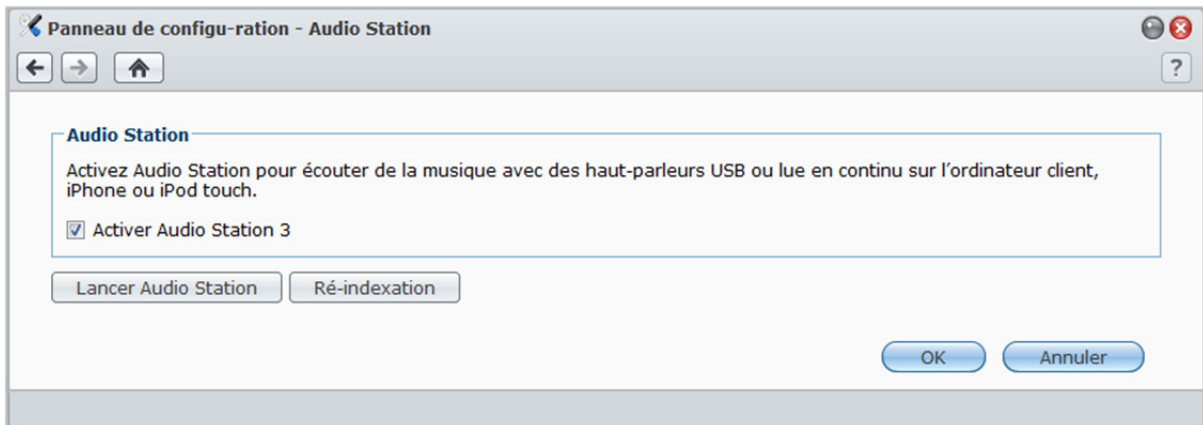 Panneau de configu-ration - Audio Station
?
Audio Station
Activez Audio Station pour écouter de la musique avec des haut-parleurs USB ou lue en continu sur l'ordinateur client,
iPhone ou iPod touch.
Activer Audio Station 3
Lancer Audio Station Ré-indexation
OK Annuler